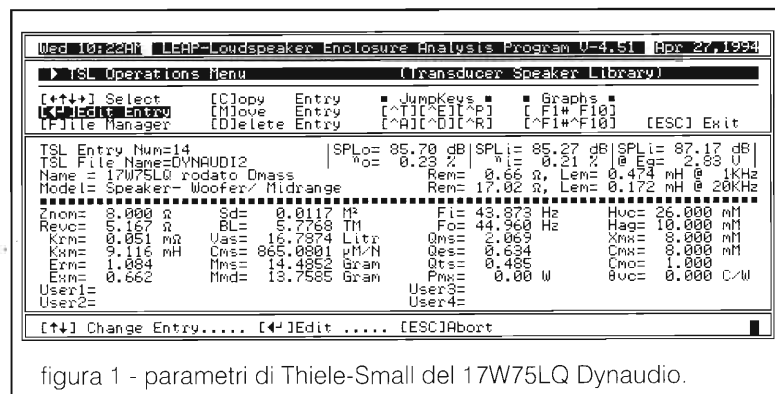 Wed 10:22AM LEAP-Loudspeaker Enclosure Analysis Program V-4.51 Apr 27,1994
TSL Operations Menu (Transducer Speaker Library)
[←↑↓→] Select [C]opy Entry ■ JumpKeys ■ ■ Graphs ■
[◄┘]Edit Entry [M]ove Entry [^T][^E][^P] [ F1# F10]
[F]ile Manager [D]elete Entry [^A][^D][^R] [^F1#^F10] [ESC] Exit
TSL Entry Num=14 |SPLo= 85.70 dB|SPLi= 85.27 dB|SPLi= 87.17 dB|
TSL File Name=DYNAUDI2 | ⁿo= 0.23 % | ⁿi= 0.21 % |@ Eg= 2.83 V |
Name = 17W75LQ rodato Dmass Rem= 0.66 Ω, Lem= 0.474 mH @ 1KHz
Model= Speaker- Woofer/ Midrange Rem= 17.02 Ω, Lem= 0.172 mH @ 20KHz
Znom= 8.000 Ω Sd= 0.0117 M² Fi= 43.873 Hz Hvc= 26.000 mM
Revc= 5.167 Ω BL= 5.7768 TM Fo= 44.960 Hz Hag= 10.000 mM
Krm= 0.051 mΩ Vas= 16.7874 Litr Qms= 2.069 Xmx= 8.000 mM
Kxm= 9.116 mH Cms= 865.0801 µM/N Qes= 0.634 Cmx= 8.000 mM
Erm= 1.084 Mms= 14.4852 Gram Qts= 0.485 Cmo= 1.000
Exm= 0.662 Mmd= 13.7585 Gram Pmx= 0.00 W θvc= 0.000 C/W
User1= User3=
User2= User4=
[↑↓] Change Entry..... [◄┘]Edit ..... [ESC]Abort
figura 1 - parametri di Thiele-Small del 17W75LQ Dynaudio.